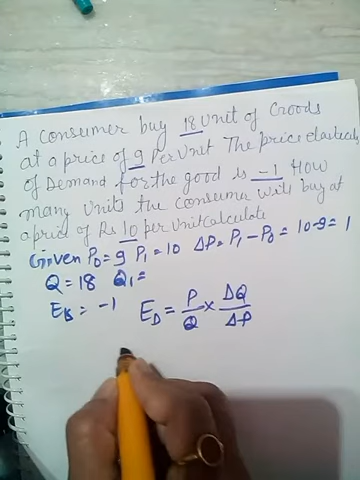 A Consumer buy 18 Unit of Goods
at a price of 9 Per Unit The price elasticity
of Demand for the good is -1 How
many Units the consumer will buy at
a price of Rs 10 per Unit calculate
Given P₀ = 9 P₁ = 10 ΔP = P₁ - P₀ = 10-9 = 1
Q = 18 Q₁ =
E_D = -1 E_D = P/Q × ΔQ/ΔP